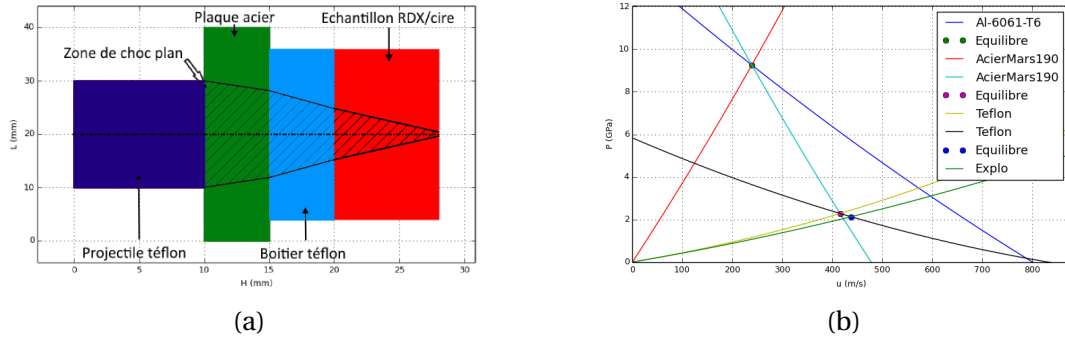 Plaque acier
Echantillon RDX/cire
Zone de choc plan
Projectile téflon
Boitier téflon
L (mm)
40
30
20
10
0
0
5
10
15
20
25
30
H (mm)
(a)
P (GPa)
12
10
8
6
4
2
0
0
100
200
300
400
500
600
700
800
u (m/s)
Al-6061-T6
Equilibre
AcierMars190
AcierMars190
Equilibre
Teflon
Teflon
Equilibre
Explo
(b)